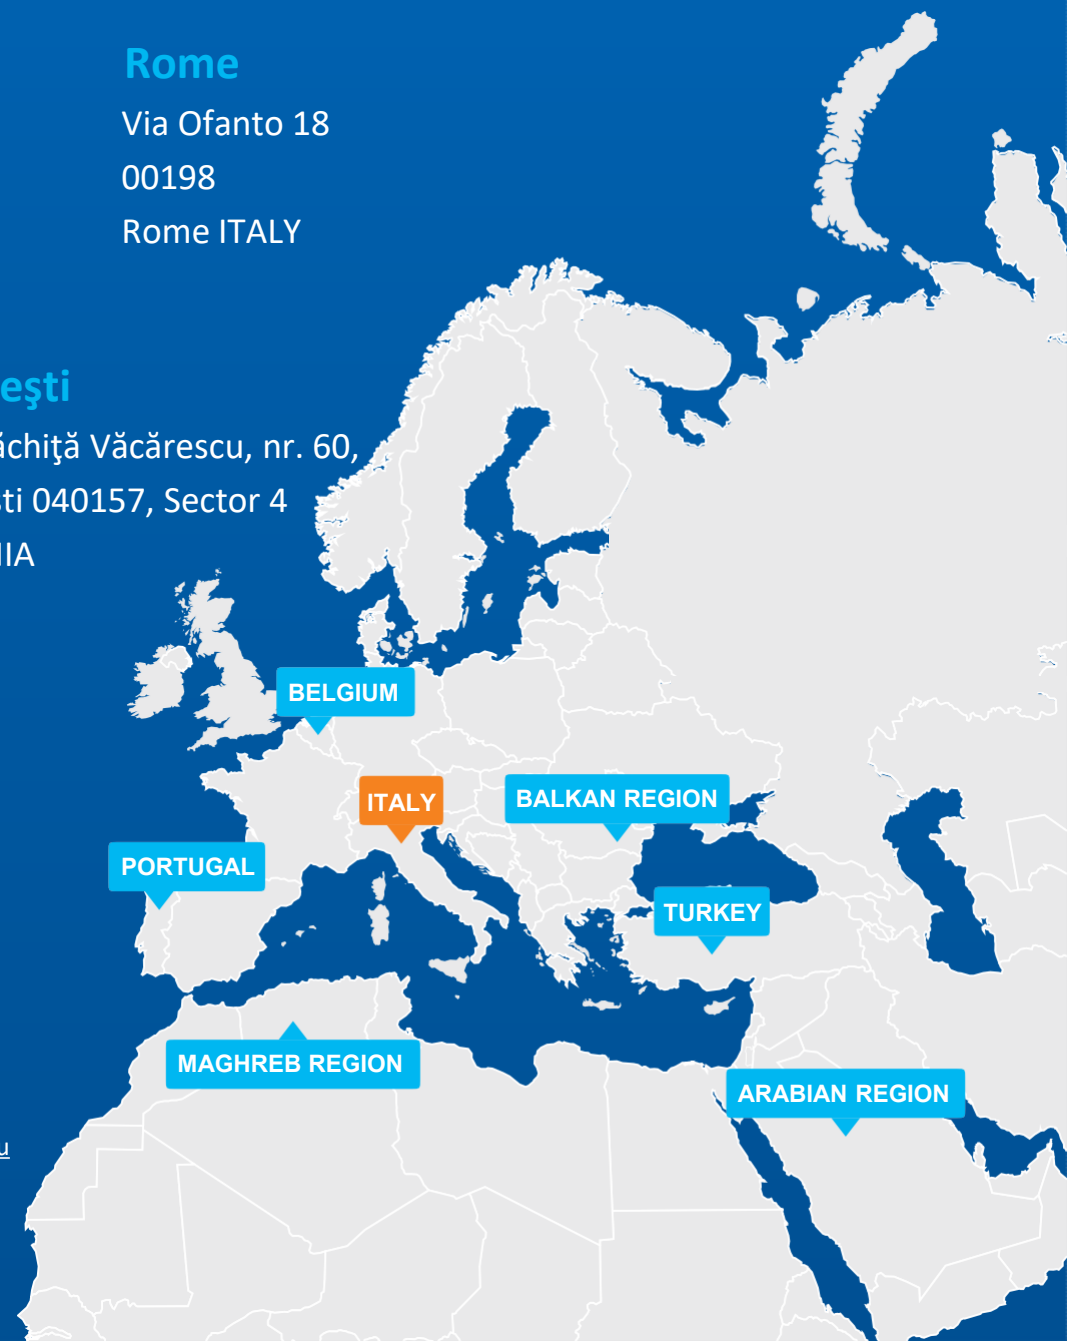 Rome
Via Ofanto 18
00198
Rome ITALY
eşti
ăchiţă Văcărescu, nr. 60,
ti 040157, Sector 4
IA
BELGIUM
ITALY
BALKAN REGION
PORTUGAL
TURKEY
MAGHREB REGION
ARABIAN REGION
u